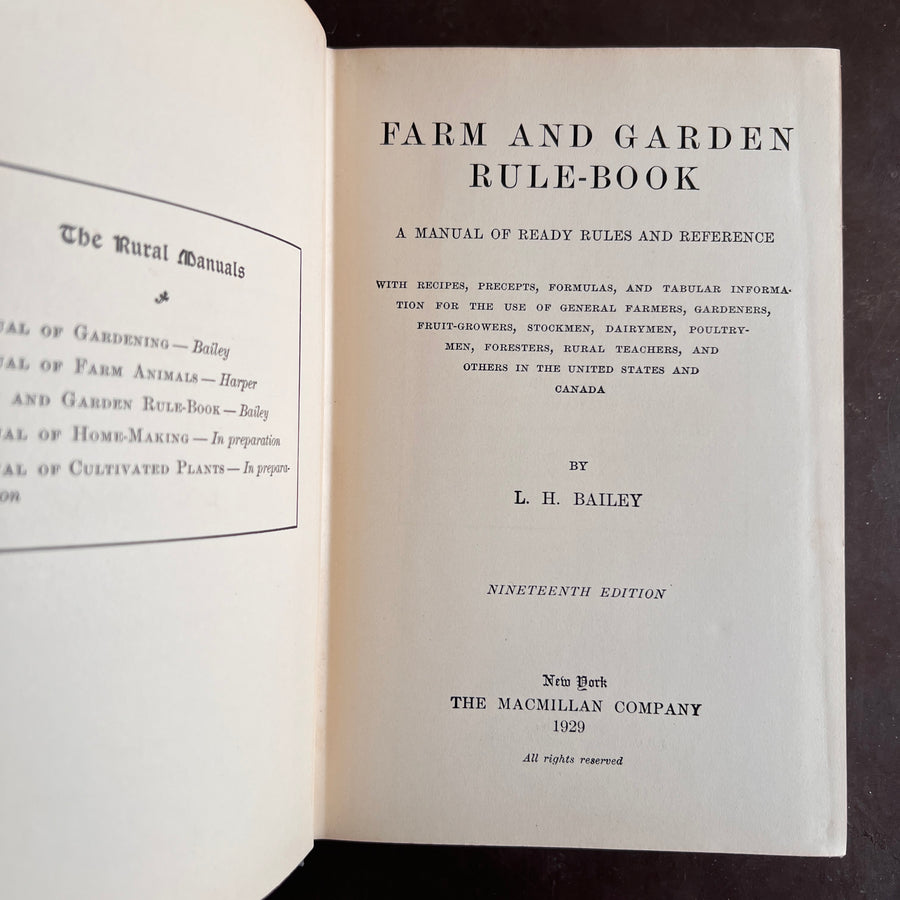 The Rural Manuals
UAL OF GARDENING — Bailey
UAL OF FARM ANIMALS — Harper
AND GARDEN RULE-BOOK — Bailey
UAL OF HOME-MAKING — In preparation
AL OF CULTIVATED PLANTS — In prepara-
on
FARM AND GARDEN
RULE-BOOK
A MANUAL OF READY RULES AND REFERENCE
WITH RECIPES, PRECEPTS, FORMULAS, AND TABULAR INFORMA-
TION FOR THE USE OF GENERAL FARMERS, GARDENERS,
FRUIT-GROWERS, STOCKMEN, DAIRYMEN, POULTRY-
MEN, FORESTERS, RURAL TEACHERS, AND
OTHERS IN THE UNITED STATES AND
CANADA
BY
L. H. BAILEY
NINETEENTH EDITION
New York
THE MACMILLAN COMPANY
1929
All rights reserved